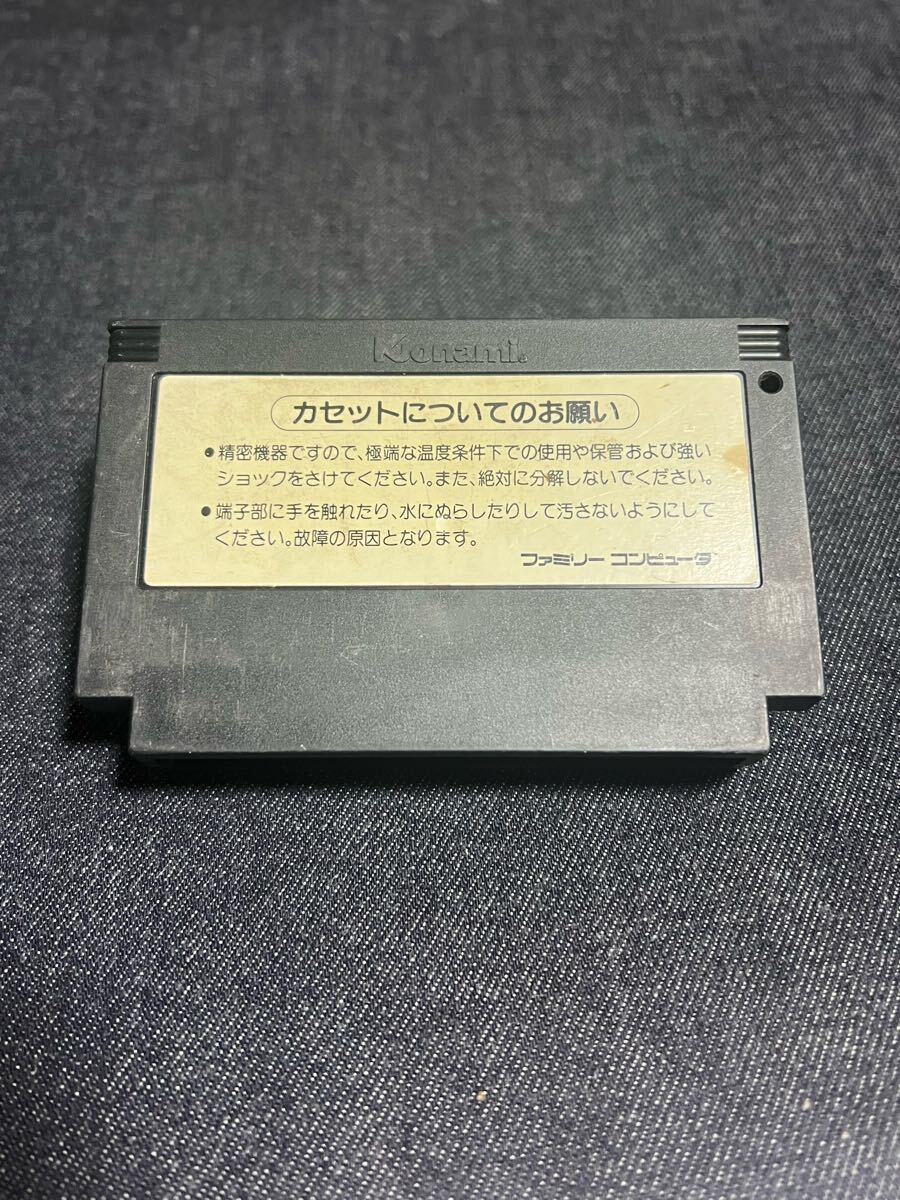 Konami
カセットについてのお願い
●精密機器ですので、極端な温度条件下での使用や保管および強い
ショックをさけてください。また、絶対に分解しないでください。
●端子部に手を触れたり、水にぬらしたりして汚さないようにして
ください。故障の原因となります。
ファミリー コンピュータ